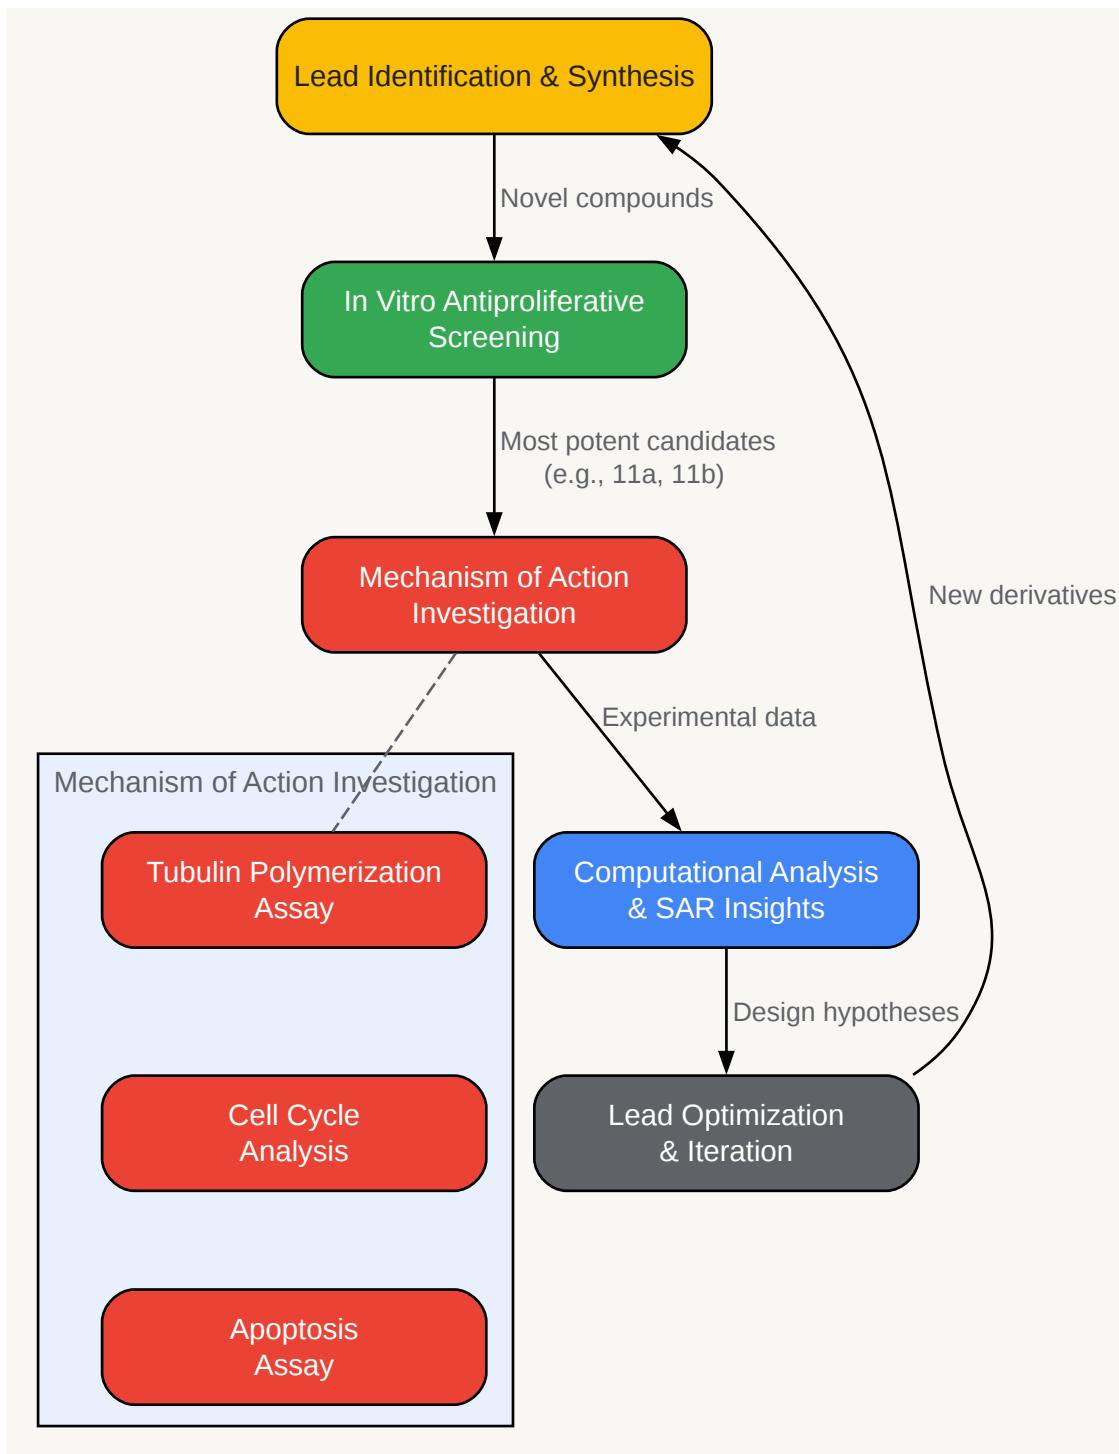 Lead Identification & Synthesis
Novel compounds
In Vitro Antiproliferative
Screening
Most potent candidates
(e.g., 11a, 11b)
Mechanism of Action
Investigation
New derivatives
Experimental data
Mechanism of Action Investigation
Tubulin Polymerization
Assay
Computational Analysis
& SAR Insights
Design hypotheses
Cell Cycle
Analysis
Lead Optimization
& Iteration
Apoptosis
Assay